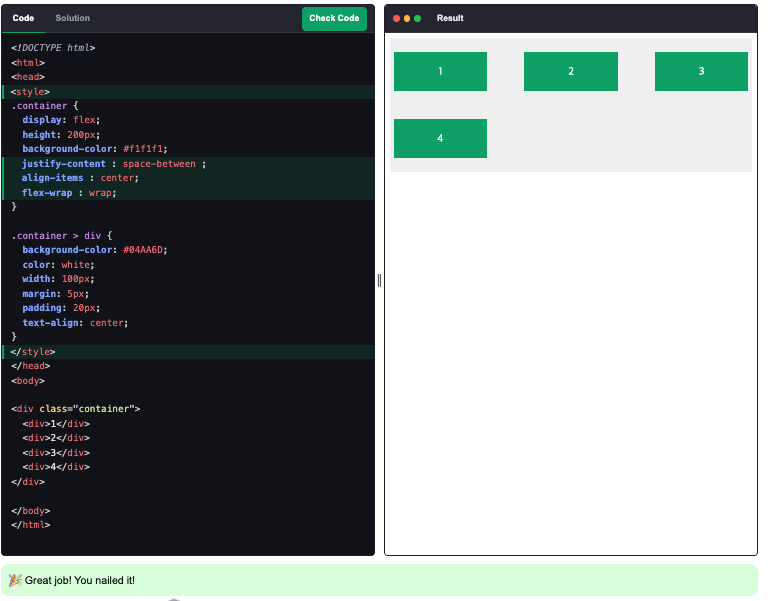 Code Solution Check Code
<!DOCTYPE html>
<html>
<head>
<style>
.container {
  display: flex;
  height: 200px;
  background-color: #f1f1f1;
  justify-content : space-between ;
  align-items : center;
  flex-wrap : wrap;
}

.container > div {
  background-color: #04AA6D;
  color: white;
  width: 100px;
  margin: 5px;
  padding: 20px;
  text-align: center;
}
</style>
</head>
<body>

<div class="container">
  <div>1</div>
  <div>2</div>
  <div>3</div>
  <div>4</div>
</div>

</body>
</html>
Result
1 2 3
4
Great job! You nailed it!